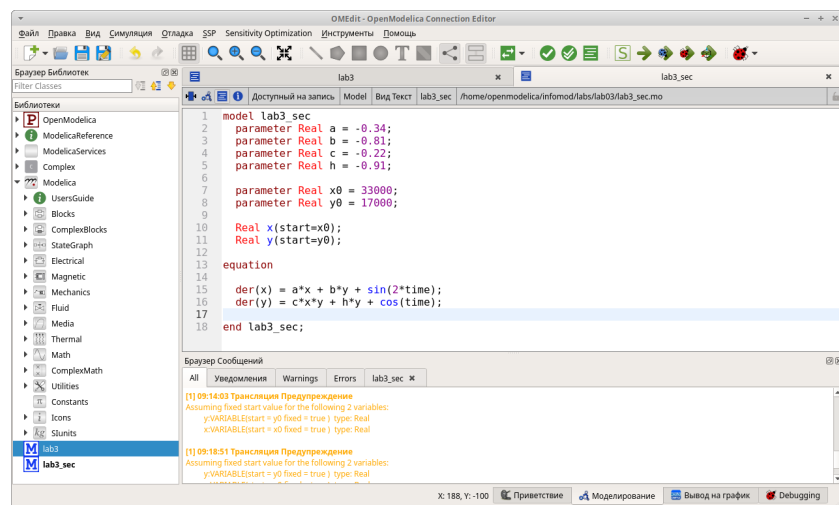 OMEdit - OpenModelica Connection Editor
Файл Правка Вид Симуляция Отладка SSP Sensitivity Optimization Инструменты Помощь
Браузер Библиотек
Filter Classes
Библиотеки
OpenModelica
ModelicaReference
ModelicaServices
Complex
Modelica
UsersGuide
Blocks
ComplexBlocks
StateGraph
Electrical
Magnetic
Mechanics
Fluid
Media
Thermal
Math
ComplexMath
Utilities
Constants
Icons
SIunits
lab3
lab3_sec
lab3 lab3_sec
Доступный на запись Model Вид Текст lab3_sec /home/openmodelica/infomod/labs/lab03/lab3_sec.mo
1 model lab3_sec
2 parameter Real a = -0.34;
3 parameter Real b = -0.81;
4 parameter Real c = -0.22;
5 parameter Real h = -0.91;
6
7 parameter Real x0 = 33000;
8 parameter Real y0 = 17000;
9
10 Real x(start=x0);
11 Real y(start=y0);
12
13 equation
14
15 der(x) = a*x + b*y + sin(2*time);
16 der(y) = c*x*y + h*y + cos(time);
17
18 end lab3_sec;
Браузер Сообщений
All Уведомления Warnings Errors lab3_sec
[1] 09:14:03 Трансляция Предупреждение
Assuming fixed start value for the following 2 variables:
y:VARIABLE(start = y0 fixed = true ) type: Real
x:VARIABLE(start = x0 fixed = true ) type: Real
[1] 09:18:51 Трансляция Предупреждение
Assuming fixed start value for the following 2 variables:
y:VARIABLE(start = y0 fixed = true ) type: Real
X: 188, Y: -100 Приветствие Моделирование Вывод на график Debugging